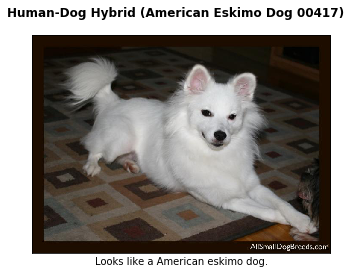 Human-Dog Hybrid (American Eskimo Dog 00417)
AllSmallDogBreeds.com
Looks like a American eskimo dog.